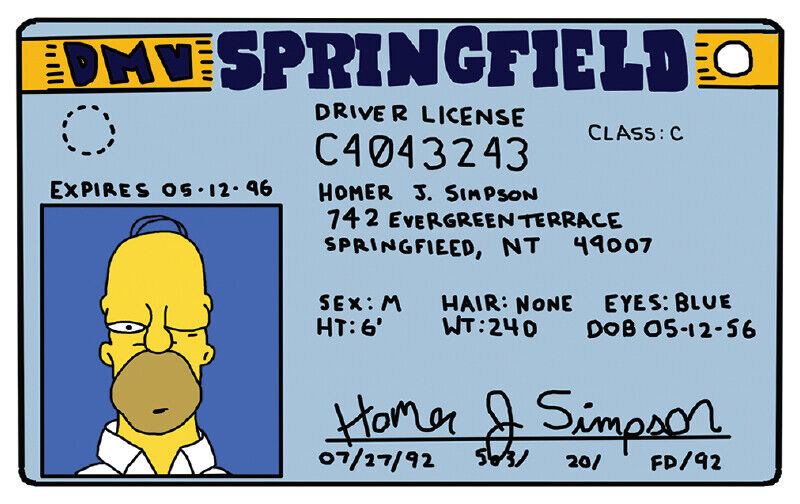 DMV SPRINGFIELD
DRIVER LICENSE
CLASS: C
C4043243
EXPIRES 05·12·96
HOMER J. SIMPSON
742 EVERGREEN TERRACE
SPRINGFIEED, NT 49007
SEX: M HAIR: NONE EYES: BLUE
HT: 6' WT: 240 DOB 05-12-56
Homer J Simpson
07/27/92 503/ 20/ FD/92